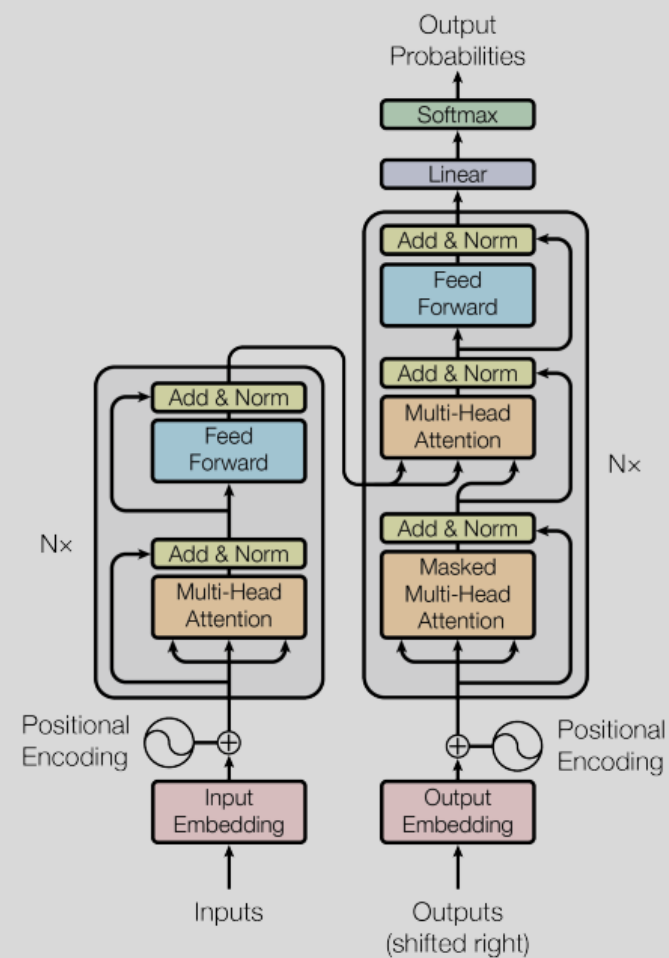 Output
Probabilities
Softmax
Linear
Add & Norm
Feed
Forward
Add & Norm
Multi-Head
Attention
Add & Norm
Masked
Multi-Head
Attention
N×
Add & Norm
Feed
Forward
Add & Norm
Multi-Head
Attention
N×
Positional
Encoding
Positional
Encoding
Input
Embedding
Output
Embedding
Inputs
Outputs
(shifted right)